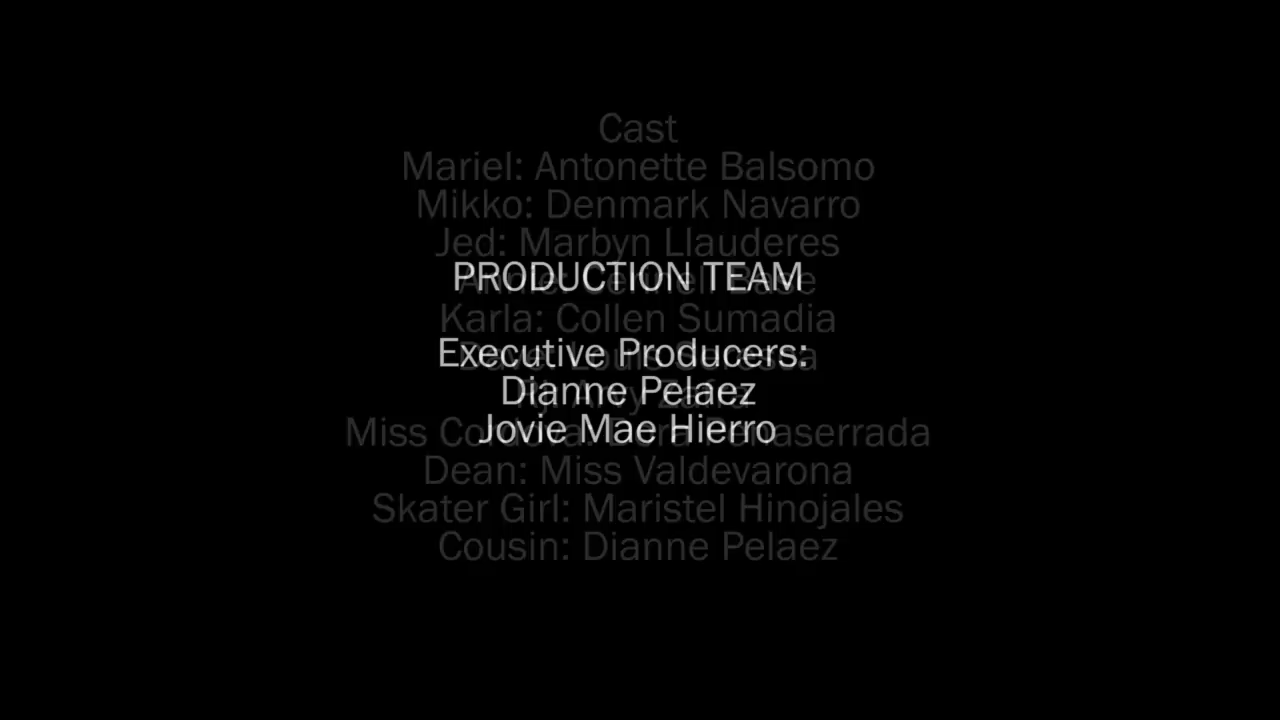 Cast
Mariel: Antonette Balsomo
Mikko: Denmark Navarro
Jed: Marbyn Llauderes
PRODUCTION TEAM
Karla: Collen Sumadia
Executive Producers:
Dianne Pelaez
Jovie Mae Hierro
Miss
Dean: Miss Valdevarona
Skater Girl: Maristel Hinojales
Cousin: Dianne Pelaez